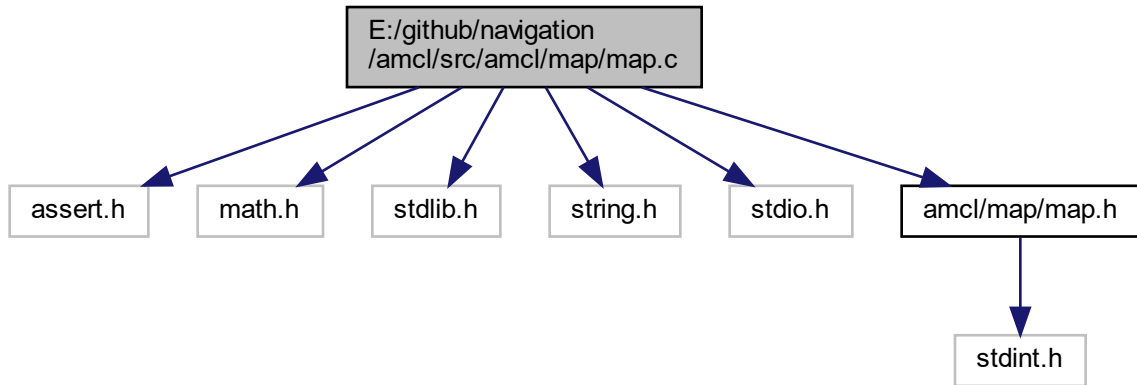 E:/github/navigation
/amcl/src/amcl/map/map.c
assert.h
math.h
stdlib.h
string.h
stdio.h
amcl/map/map.h
stdint.h